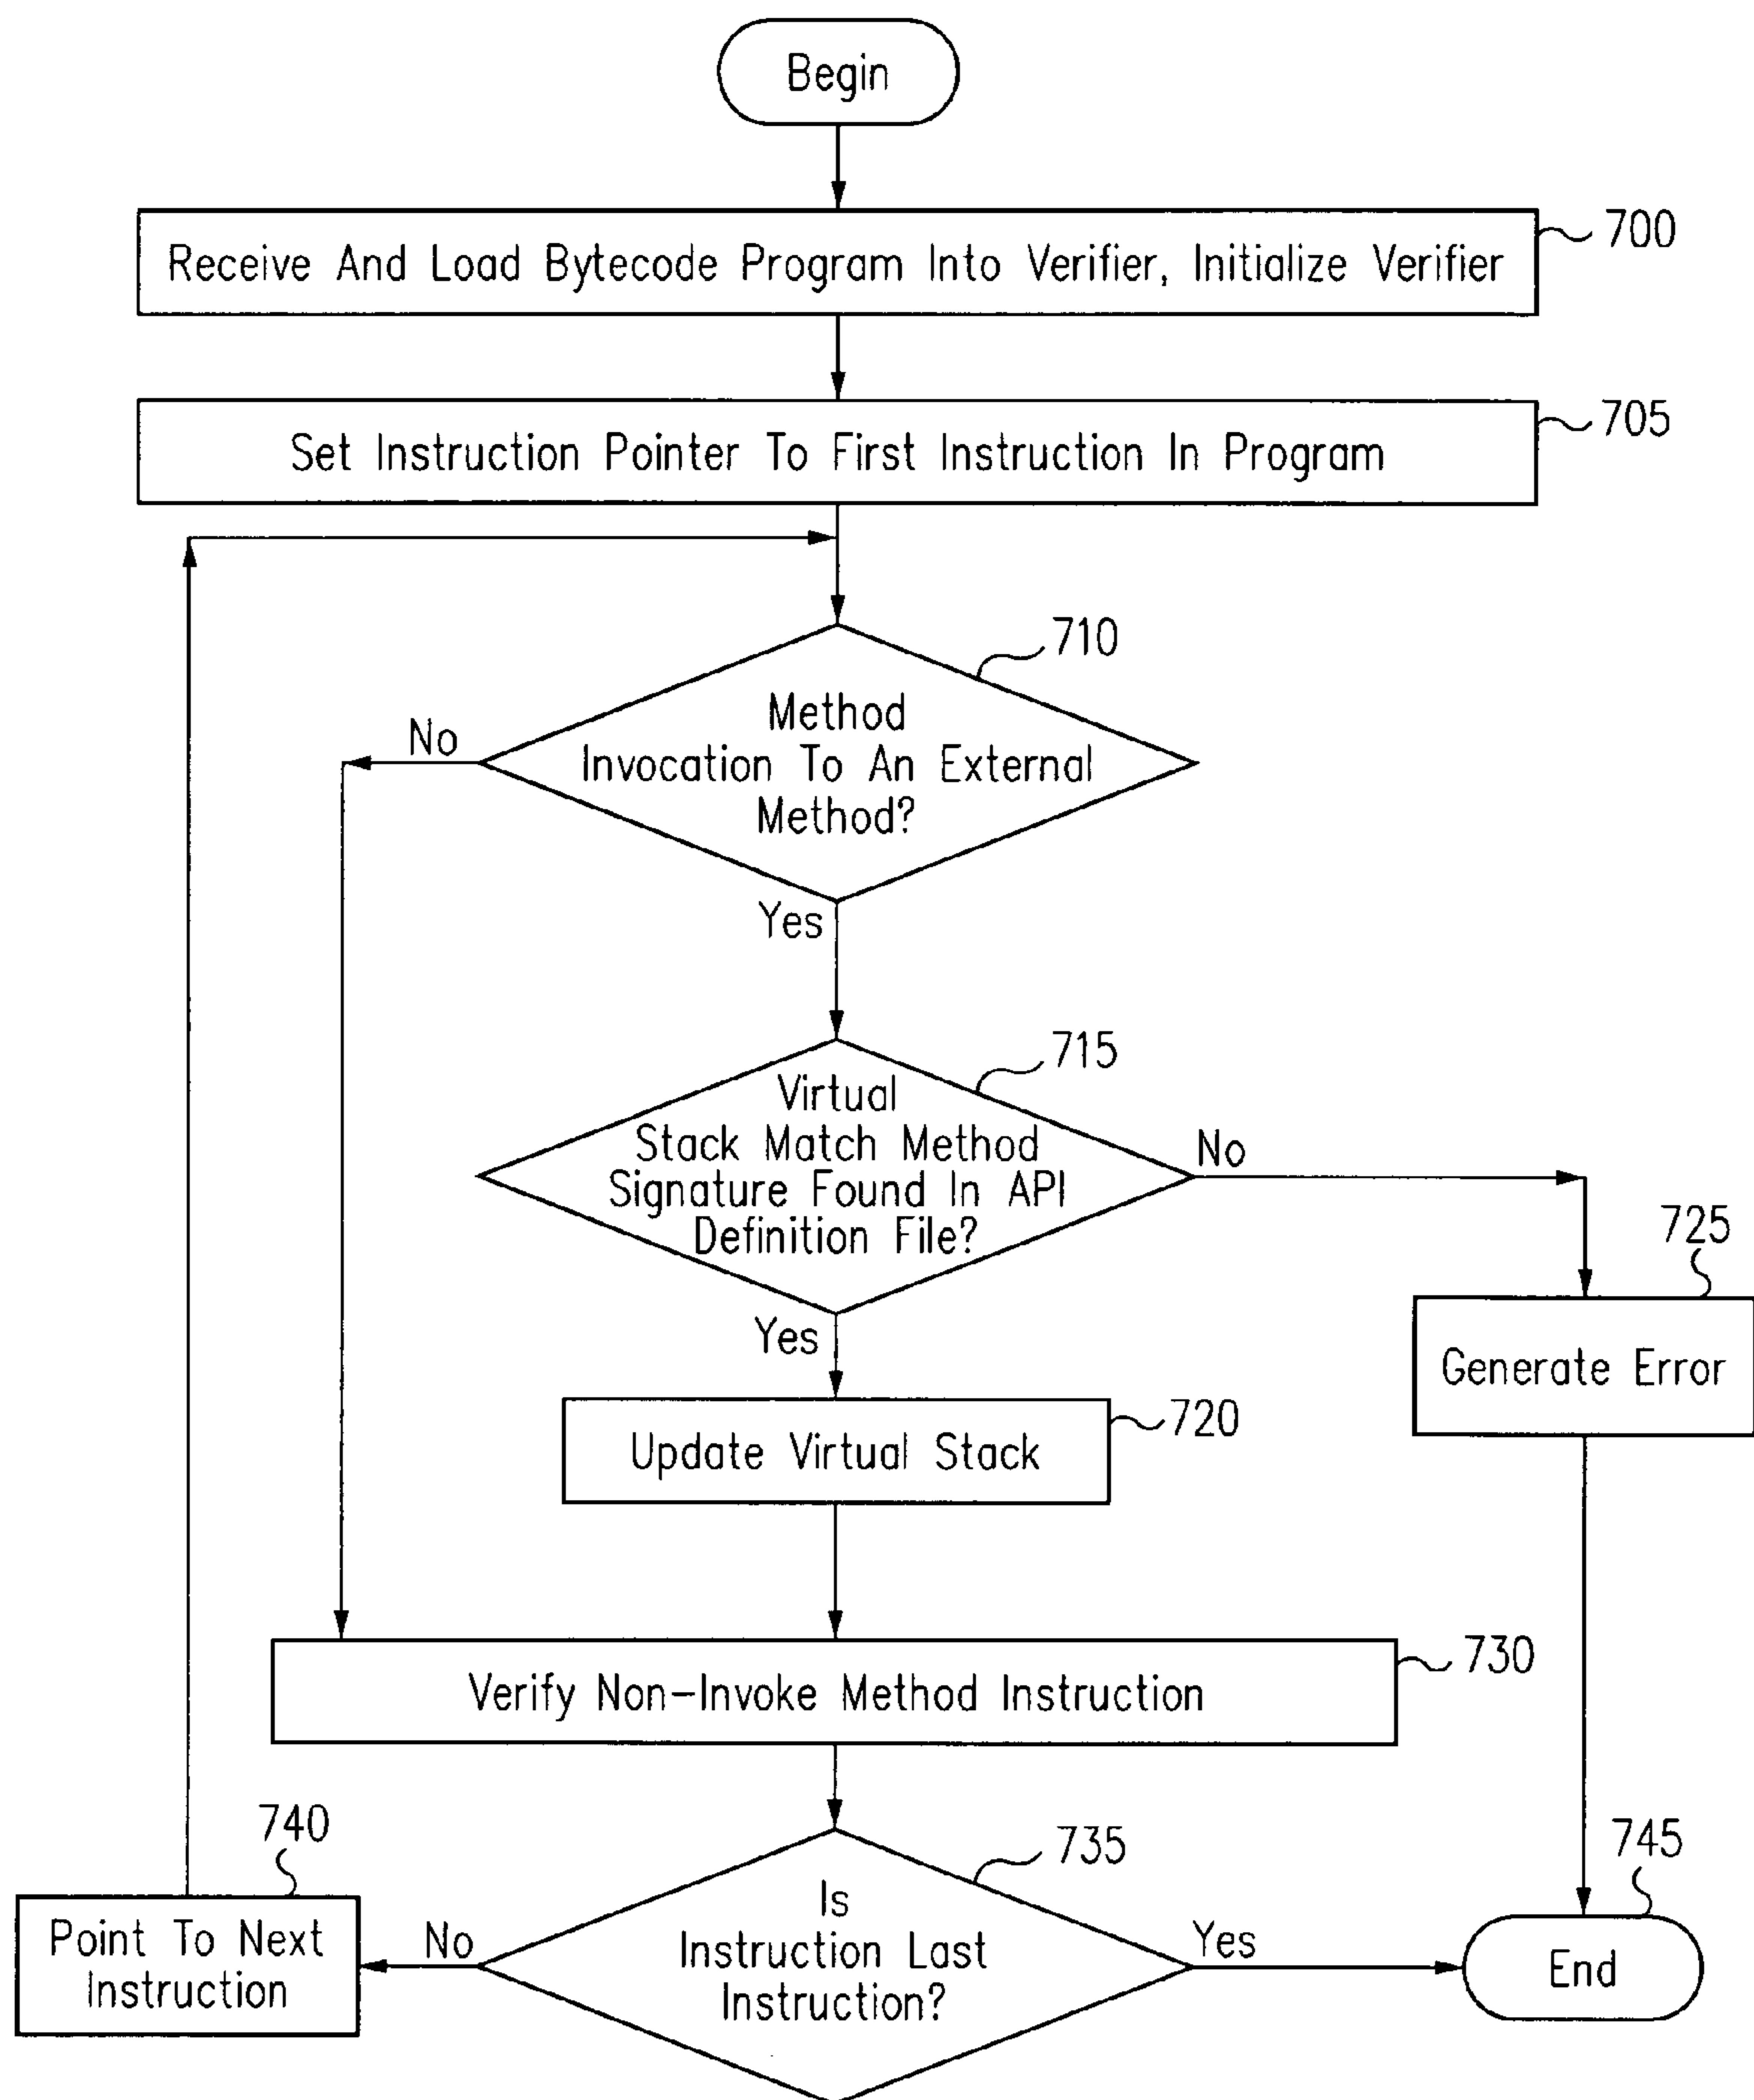 Begin
Receive And Load Bytecode Program Into Verifier, Initialize Verifier
700
Set Instruction Pointer To First Instruction In Program
705
710
Method
Invocation To An External
Method?
No
Yes
715
Virtual
Stack Match Method
Signature Found In API
Definition File?
No
Yes
725
Generate Error
Update Virtual Stack
720
Verify Non-Invoke Method Instruction
730
735
Is
Instruction Last
Instruction?
No
Yes
740
Point To Next
Instruction
745
End